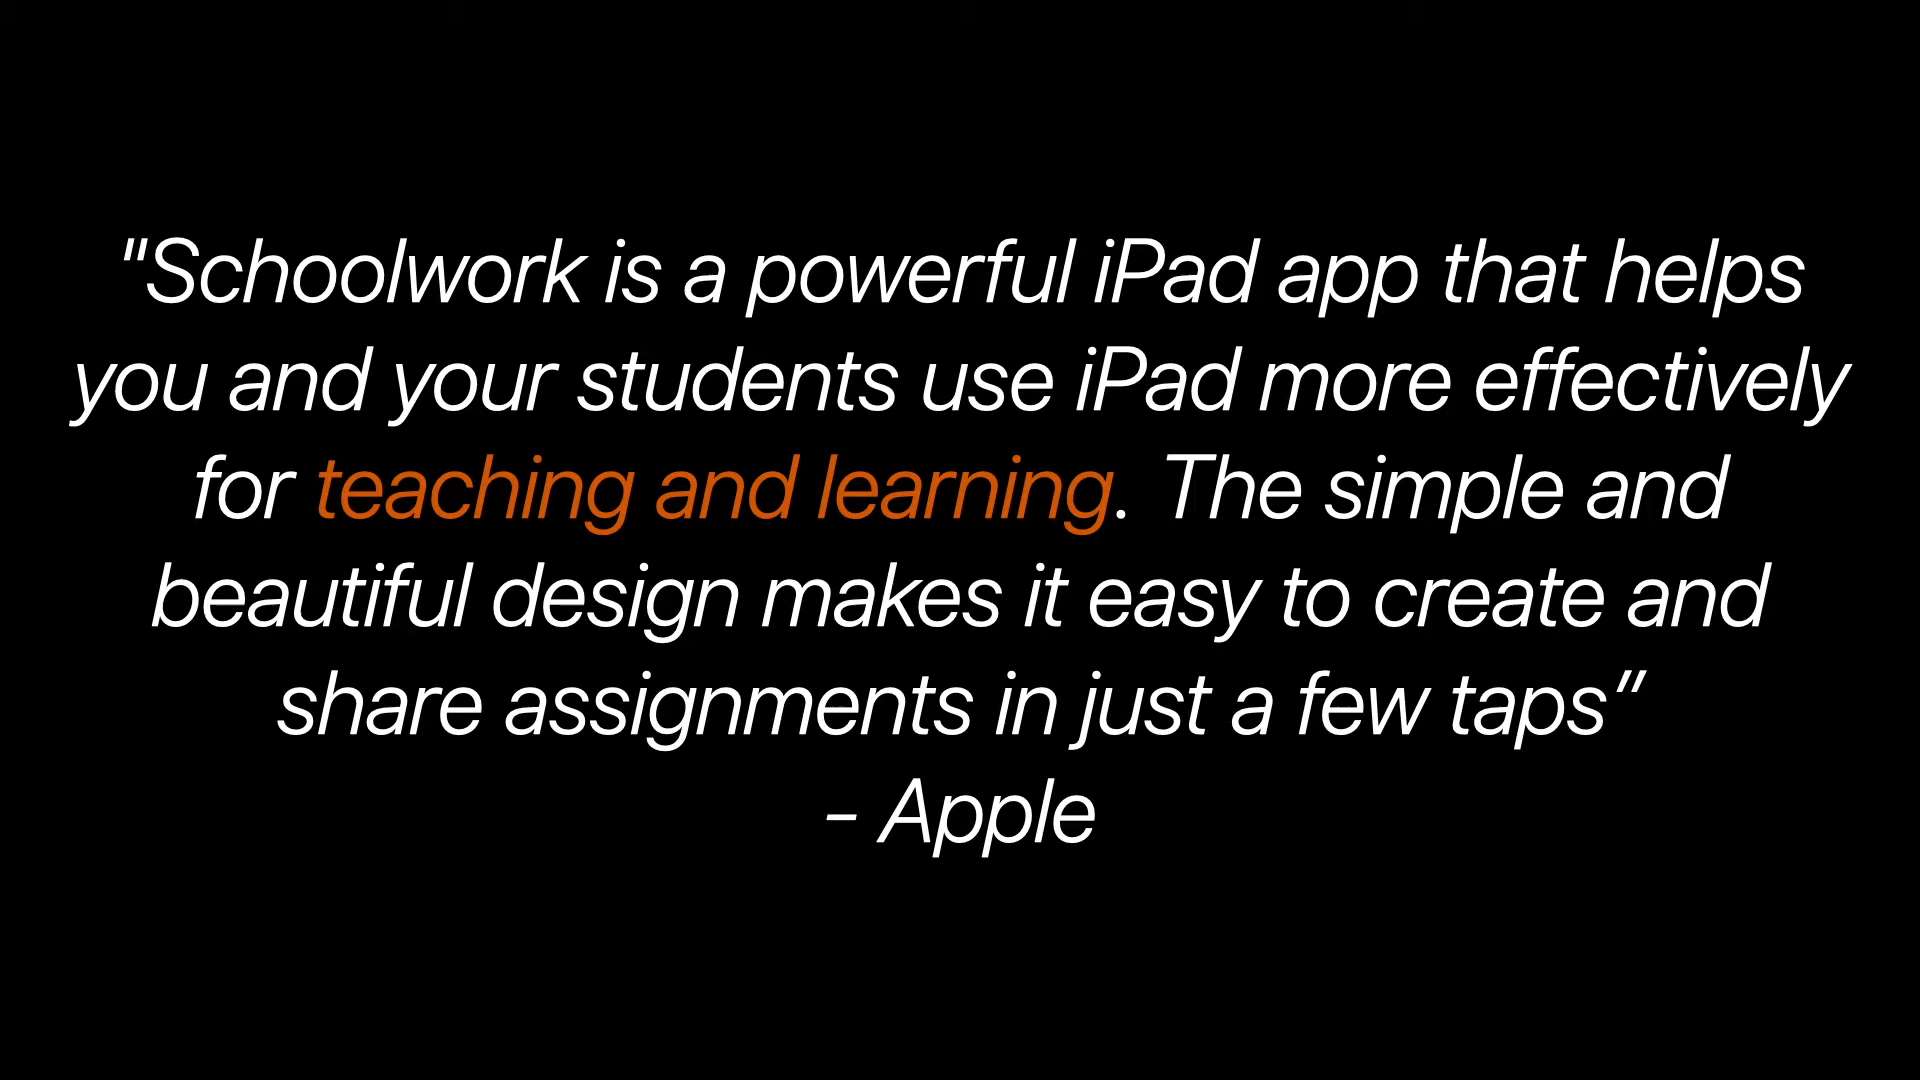 "Schoolwork is a powerful iPad app that helps
you and your students use iPad more effectively
for teaching and learning. The simple and
beautiful design makes it easy to create and
share assignments in just a few taps”
- Apple